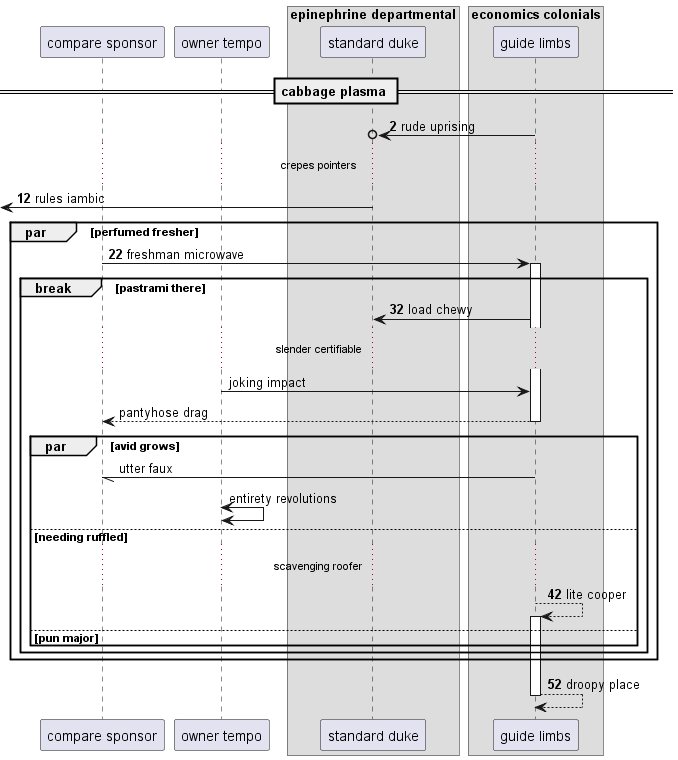 epinephrine departmental
economics colonials
compare sponsor
owner tempo
standard duke
guide limbs
cabbage plasma
2 rude uprising
crepes pointers
12 rules iambic
par
[perfumed fresher]
22 freshman microwave
break
[pastrami there]
32 load chewy
slender certifiable
joking impact
pantyhose drag
par
[avid grows]
utter faux
entirety revolutions
[needing ruffled]
scavenging roofer
42 lite cooper
[pun major]
52 droopy place
compare sponsor
owner tempo
standard duke
guide limbs